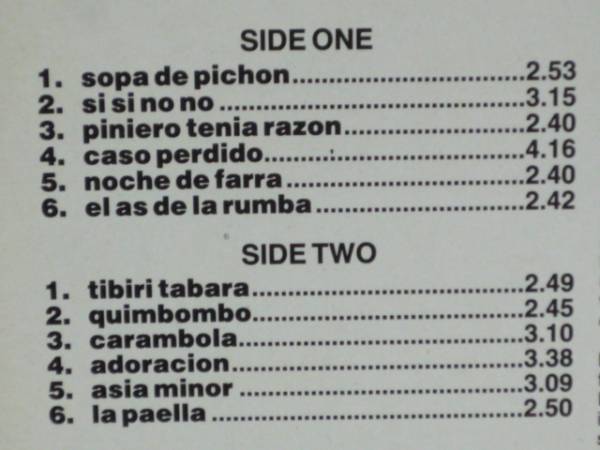 SIDE ONE
1. sopa de pichon..............................2.53
2. si si no no ........................................3.15
3. piniero tenia razon.......................2.40
4. caso perdido..................................4.16
5. noche de farra ...............................2.40
6. el as de la rumba ...........................2.42
SIDE TWO
1. tibiri tabara....................................2.49
2. quimbombo....................................2.45
3. carambola......................................3.10
4. adoracion.......................................3.38
5. asia minor ......................................3.09
6. la paella ..........................................2.50